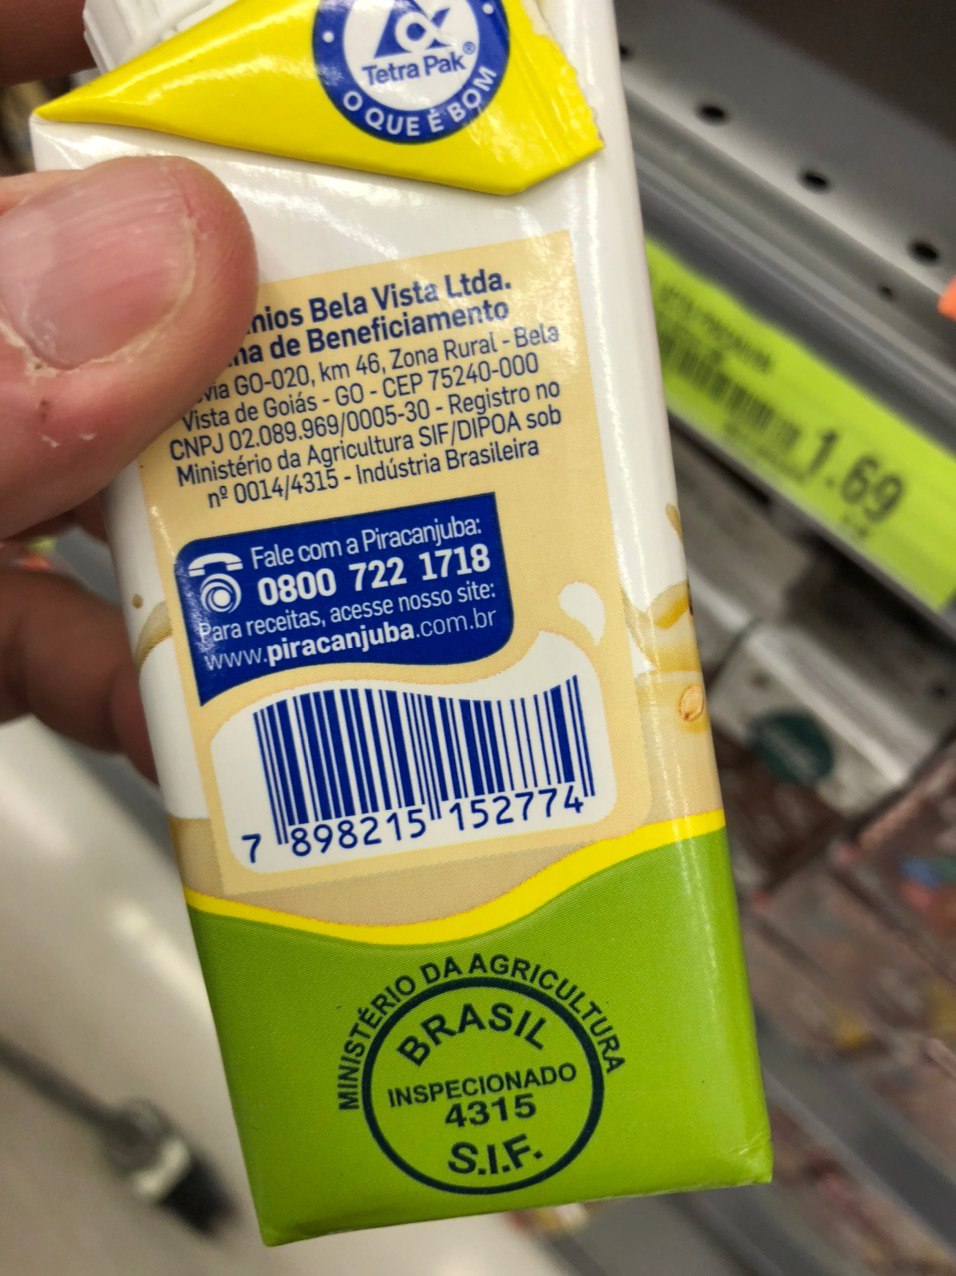 Tetra Pak®
O QUE É BOM
Bela Vista Ltda.
de Beneficiamento
GO-020, km 46, Zona Rural - Bela
Vista de Goiás - GO - CEP 75240-000
CNPJ 02.089.969/0005-30 - Registro no
Ministério da Agricultura SIF/DIPOA sob
nº 0014/4315 - Indústria Brasileira
Fale com a Piracanjuba:
0800 722 1718
Para receitas, acesse nosso site:
www.piracanjuba.com.br
7 898215 152774
MINISTÉRIO DA AGRICULTURA
BRASIL
INSPECIONADO
4315
S.I.F.
1.69